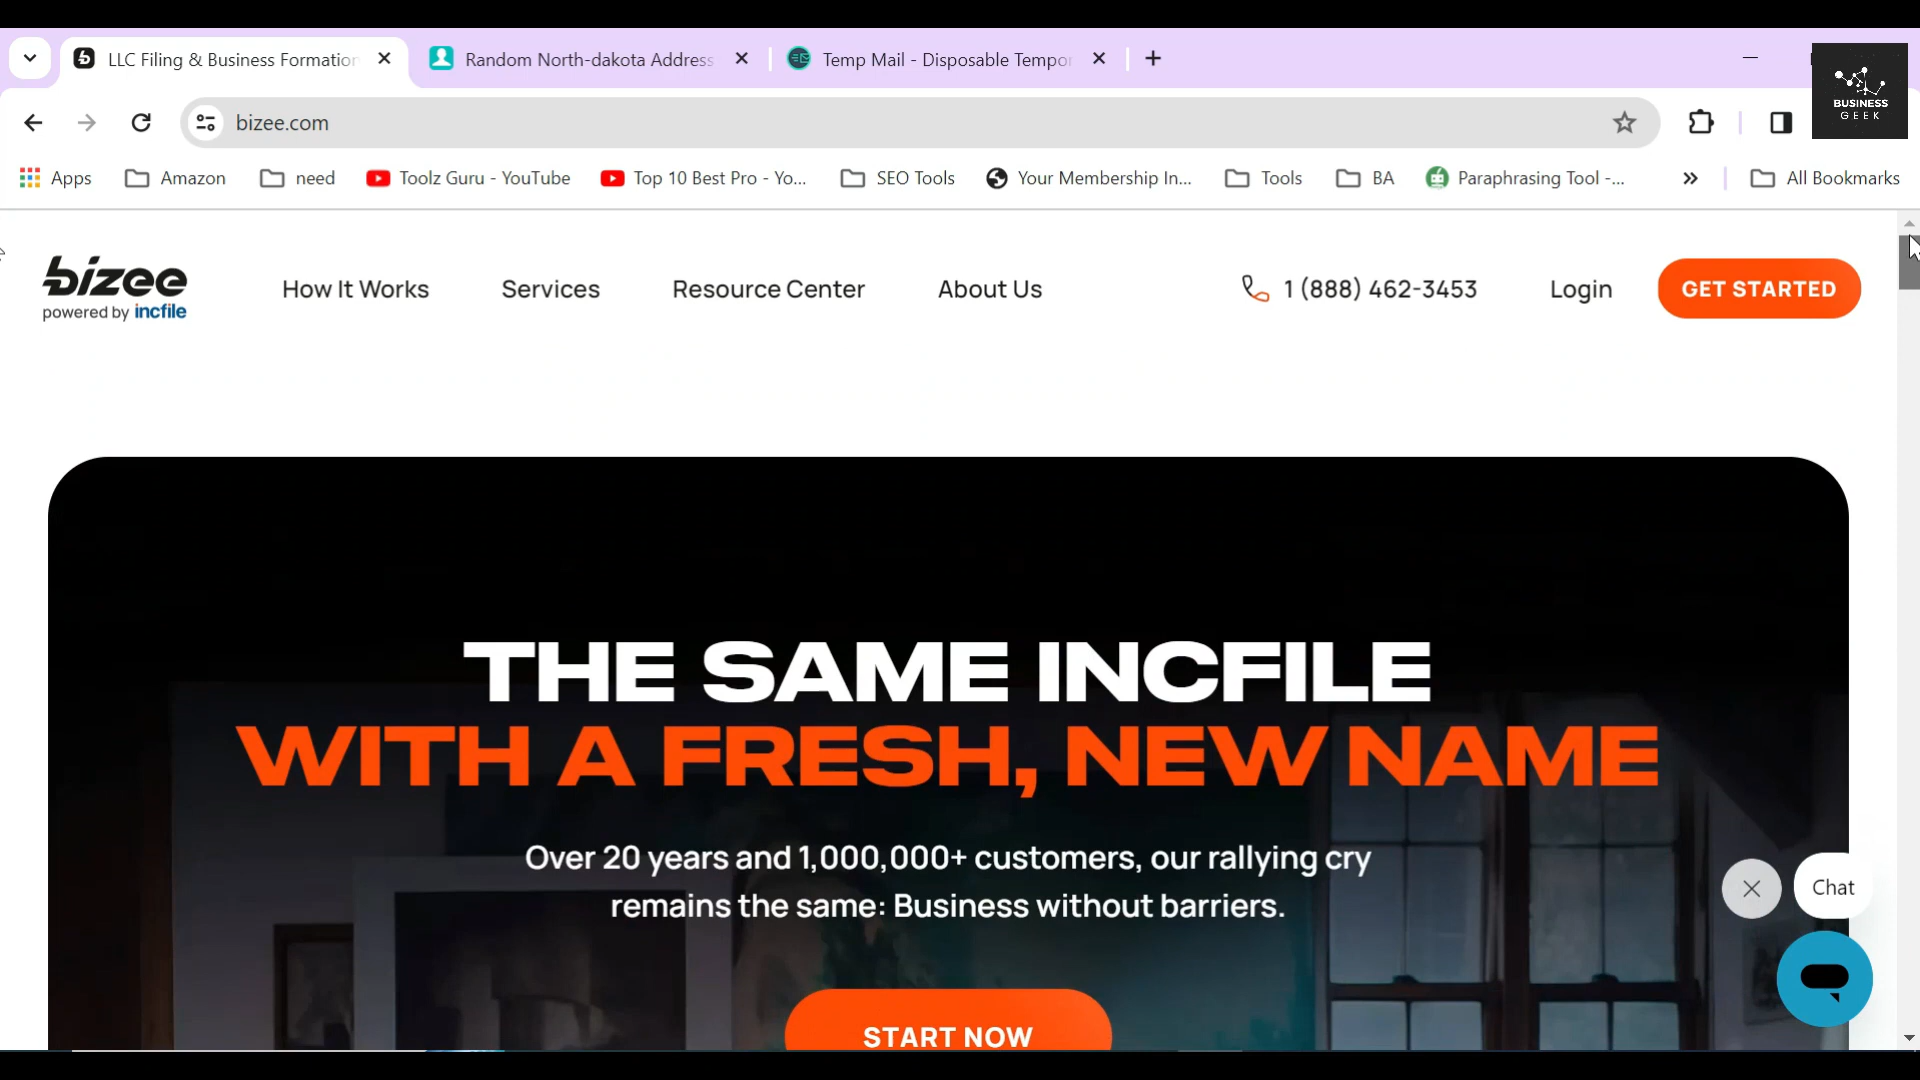 LLC Filing & Business Formation
Random North-dakota Address
Temp Mail - Disposable Tempor
BUSINESS
GEEK
bizee.com
Apps
Amazon
need
Toolz Guru - YouTube
Top 10 Best Pro - Yo...
SEO Tools
Your Membership In...
Tools
BA
Paraphrasing Tool -...
All Bookmarks
bizee
powered by incfile
How It Works
Services
Resource Center
About Us
1 (888) 462-3453
Login
GET STARTED
THE SAME INCFILE
WITH A FRESH, NEW NAME
Over 20 years and 1,000,000+ customers, our rallying cry
remains the same: Business without barriers.
START NOW
Chat